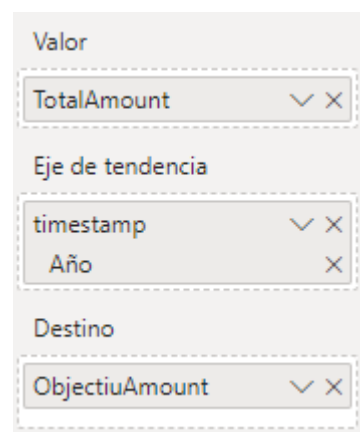 Valor
TotalAmount
Eje de tendencia
timestamp
Año
Destino
ObjectiuAmount